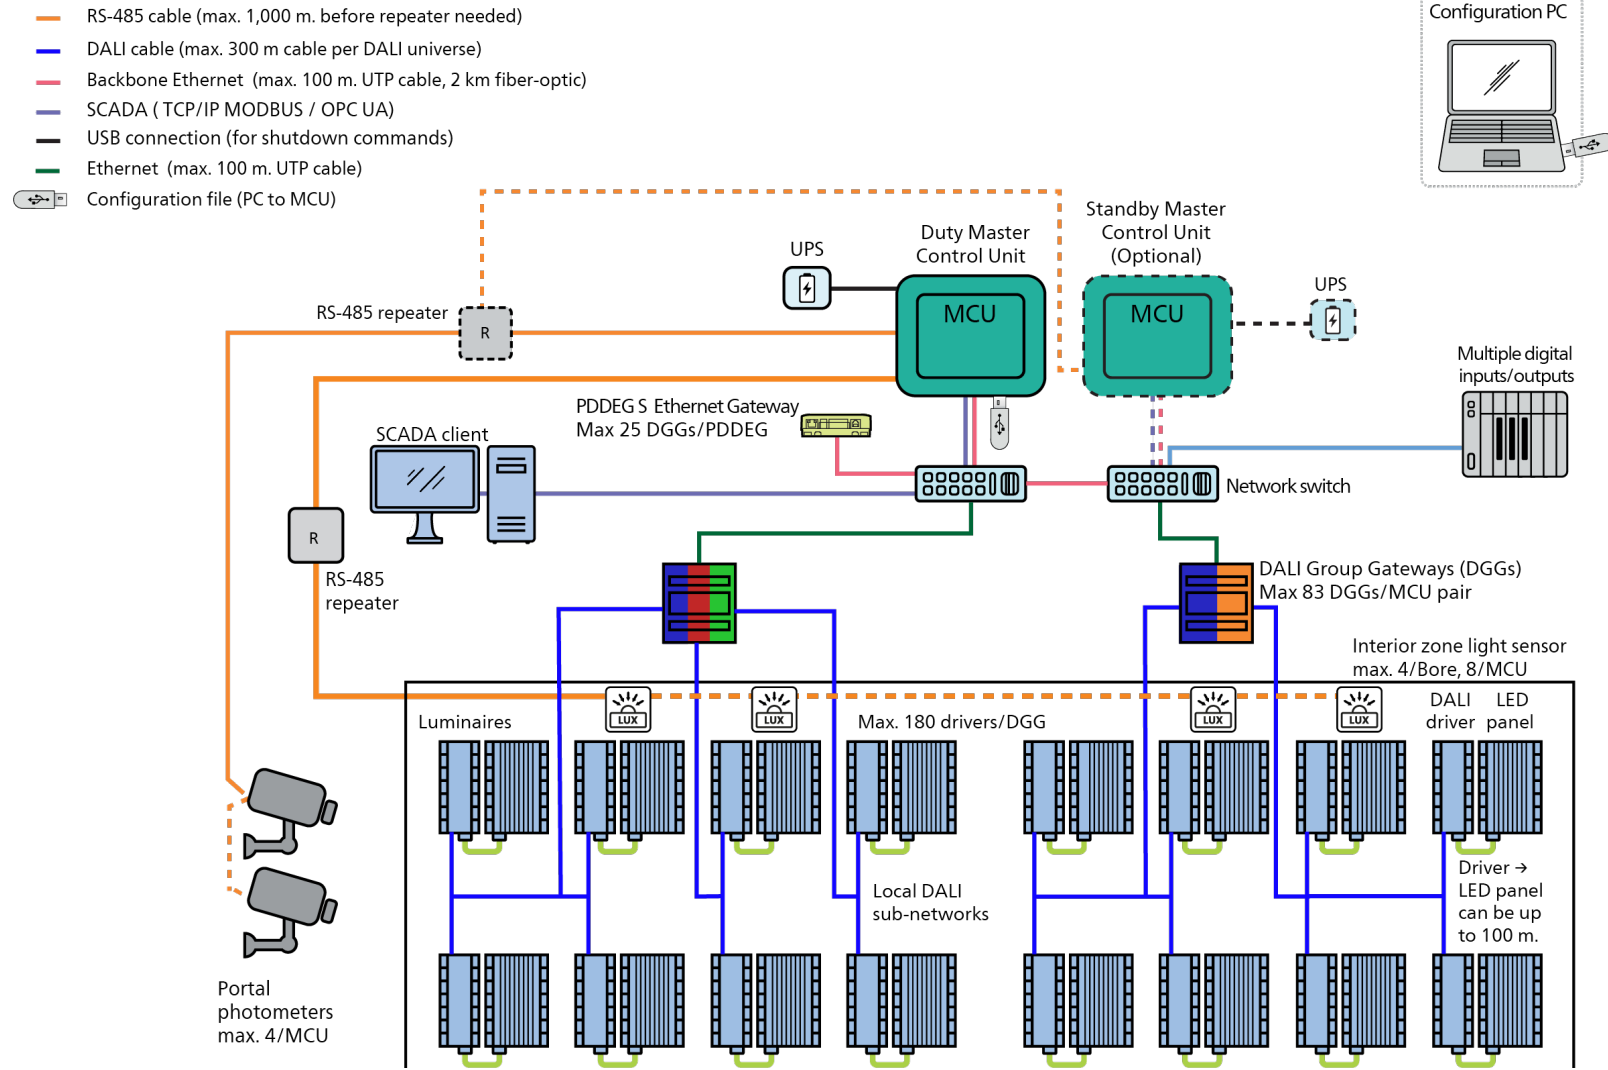 RS-485 cable (max. 1,000 m. before repeater needed)
DALI cable (max. 300 m cable per DALI universe)
Backbone Ethernet (max. 100 m. UTP cable, 2 km fiber-optic)
SCADA ( TCP/IP MODBUS / OPC UA)
USB connection (for shutdown commands)
Ethernet (max. 100 m. UTP cable)
Configuration file (PC to MCU)
Configuration PC
Standby Master
Control Unit
(Optional)
Duty Master
Control Unit
UPS
UPS
RS-485 repeater
R
MCU
MCU
Multiple digital
inputs/outputs
PDDEG S Ethernet Gateway
Max 25 DGGs/PDDEG
SCADA client
Network switch
R
RS-485
repeater
DALI Group Gateways (DGGs)
Max 83 DGGs/MCU pair
Interior zone light sensor
max. 4/Bore, 8/MCU
LUX
LUX
LUX
LUX
Luminaires
Max. 180 drivers/DGG
DALI
driver
LED
panel
Local DALI
sub-networks
Driver →
LED panel
can be up
to 100 m.
Portal
photometers
max. 4/MCU